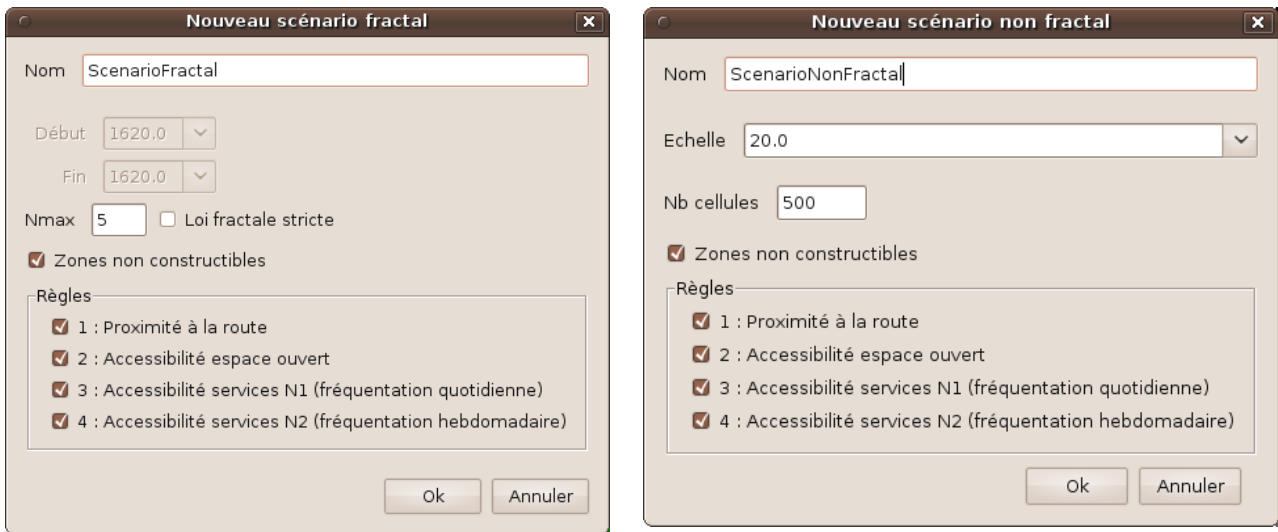 Nouveau scénario fractal
Nom ScenarioFractal
Début 1620.0
Fin 1620.0
Nmax 5 Loi fractale stricte
Zones non constructibles
Règles
1 : Proximité à la route
2 : Accessibilité espace ouvert
3 : Accessibilité services N1 (fréquentation quotidienne)
4 : Accessibilité services N2 (fréquentation hebdomadaire)
Ok Annuler
Nouveau scénario non fractal
Nom ScenarioNonFractal
Echelle 20.0
Nb cellules 500
Zones non constructibles
Règles
1 : Proximité à la route
2 : Accessibilité espace ouvert
3 : Accessibilité services N1 (fréquentation quotidienne)
4 : Accessibilité services N2 (fréquentation hebdomadaire)
Ok Annuler